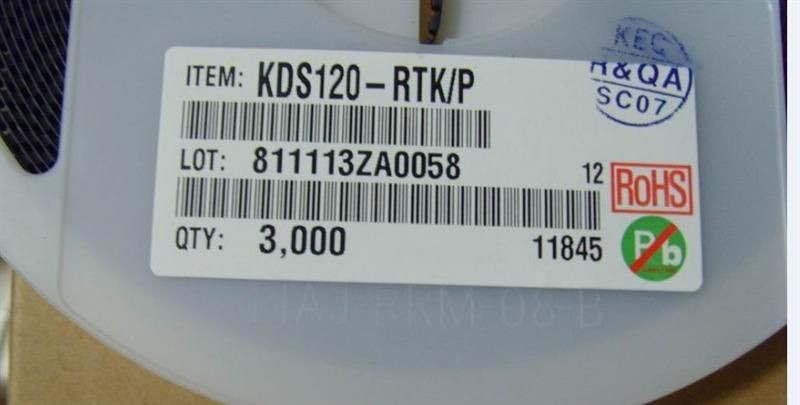 KEC
R&QA
SC07
ITEM: KDS120-RTK/P
LOT: 811113ZA0058
12
RoHS
QTY: 3,000
11845
Pb
EIAJ RRM 08-B